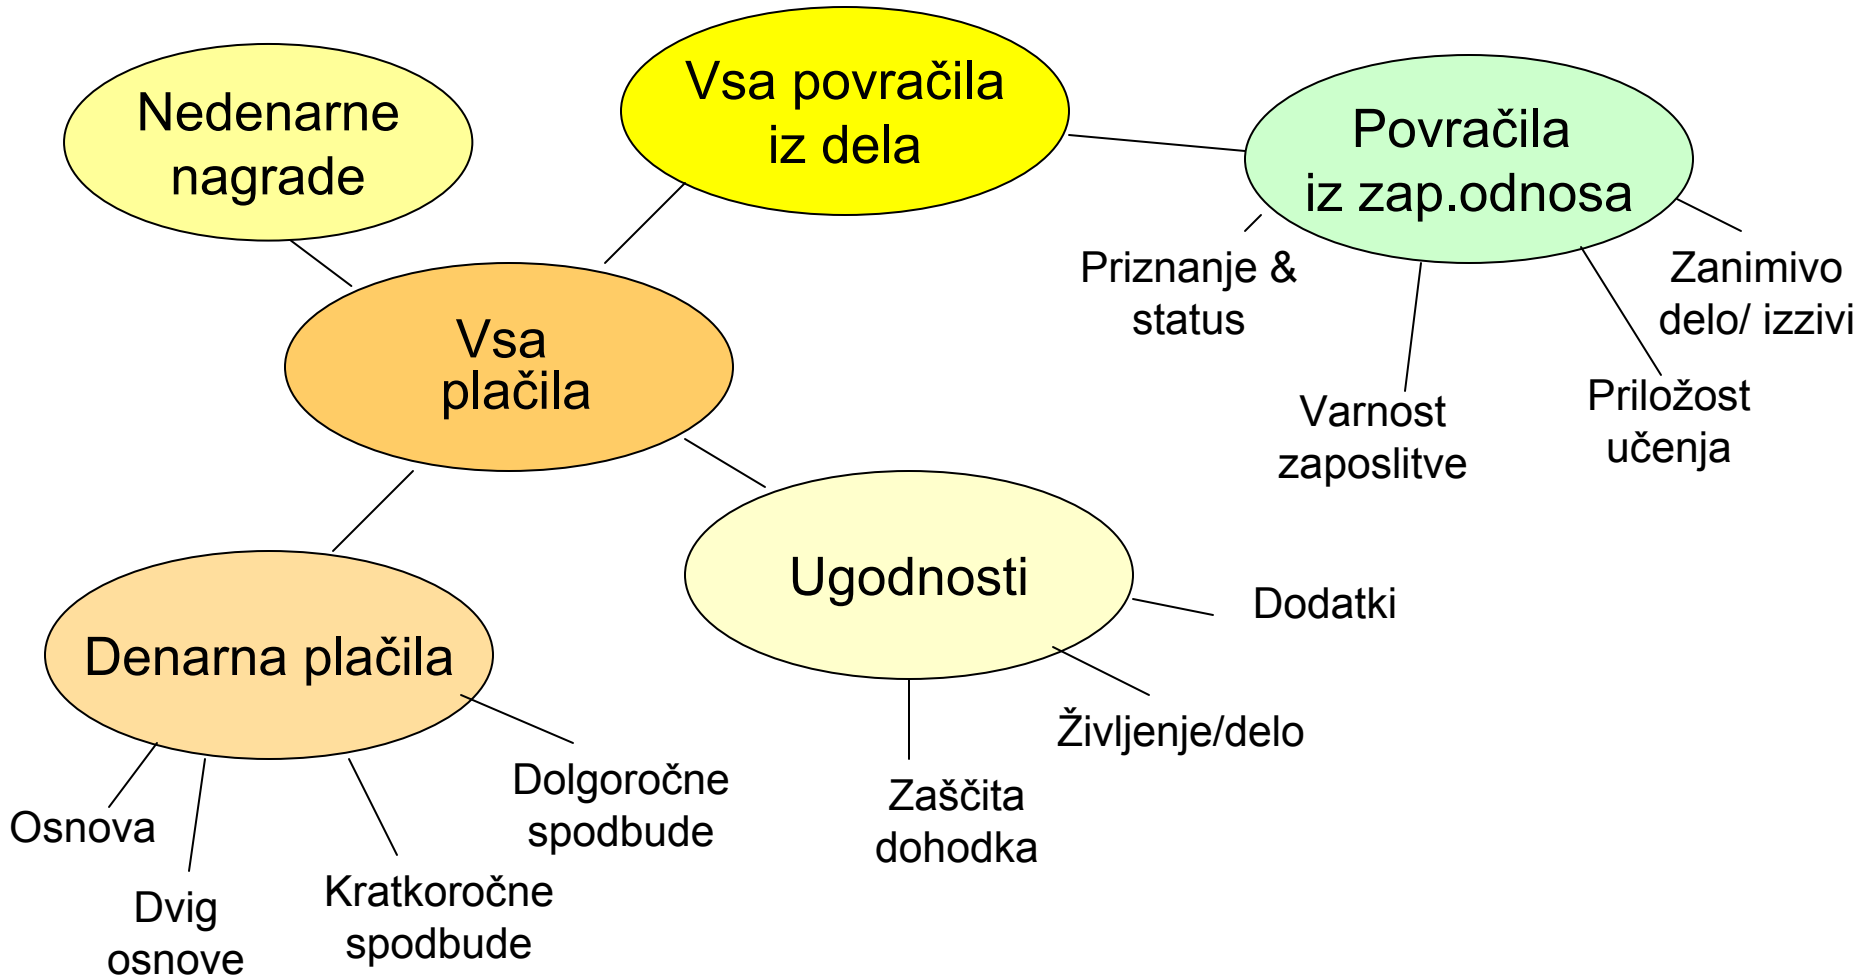 Nedenarne
nagrade
Vsa povračila
iz dela
Povračila
iz zap.odnosa
Priznanje &
status
Zanimivo
delo/ izzivi
Varnost
zaposlitve
Priložost
učenja
Vsa
plačila
Ugodnosti
Dodatki
Življenje/delo
Zaščita
dohodka
Denarna plačila
Osnova
Dvig
osnove
Kratkoročne
spodbude
Dolgoročne
spodbude